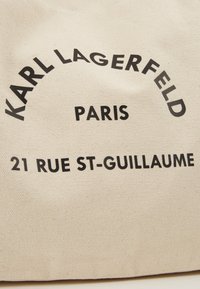 KARL LAGERFELD
PARIS
21 RUE ST-GUILLAUME